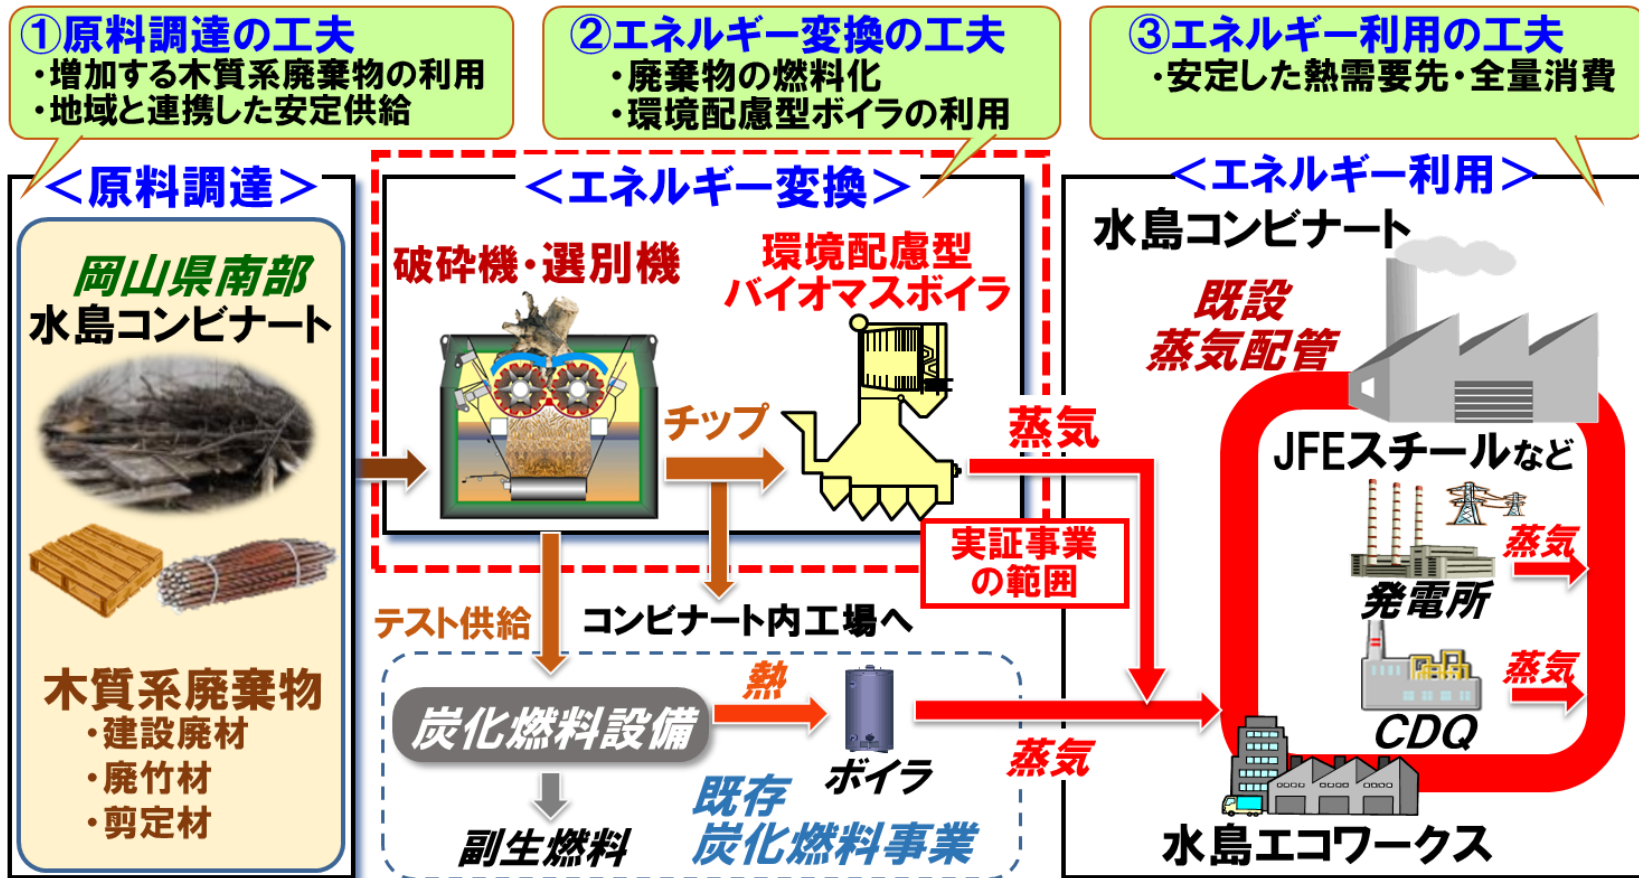 ①原料調達の工夫
・増加する木質系廃棄物の利用
・地域と連携した安定供給
②エネルギー変換の工夫
・廃棄物の燃料化
・環境配慮型ボイラの利用
③エネルギー利用の工夫
・安定した熱需要先・全量消費
＜原料調達＞
岡山県南部
水島コンビナート
木質系廃棄物
・建設廃材
・廃竹材
・剪定材
＜エネルギー変換＞
破砕機・選別機
環境配慮型
バイオマスボイラ
チップ
蒸気
実証事業
の範囲
テスト供給
コンビナート内工場へ
炭化燃料設備
熱
ボイラ
蒸気
副生燃料
既存
炭化燃料事業
＜エネルギー利用＞
水島コンビナート
既設
蒸気配管
JFEスチールなど
発電所
蒸気
CDQ
蒸気
水島エコワークス